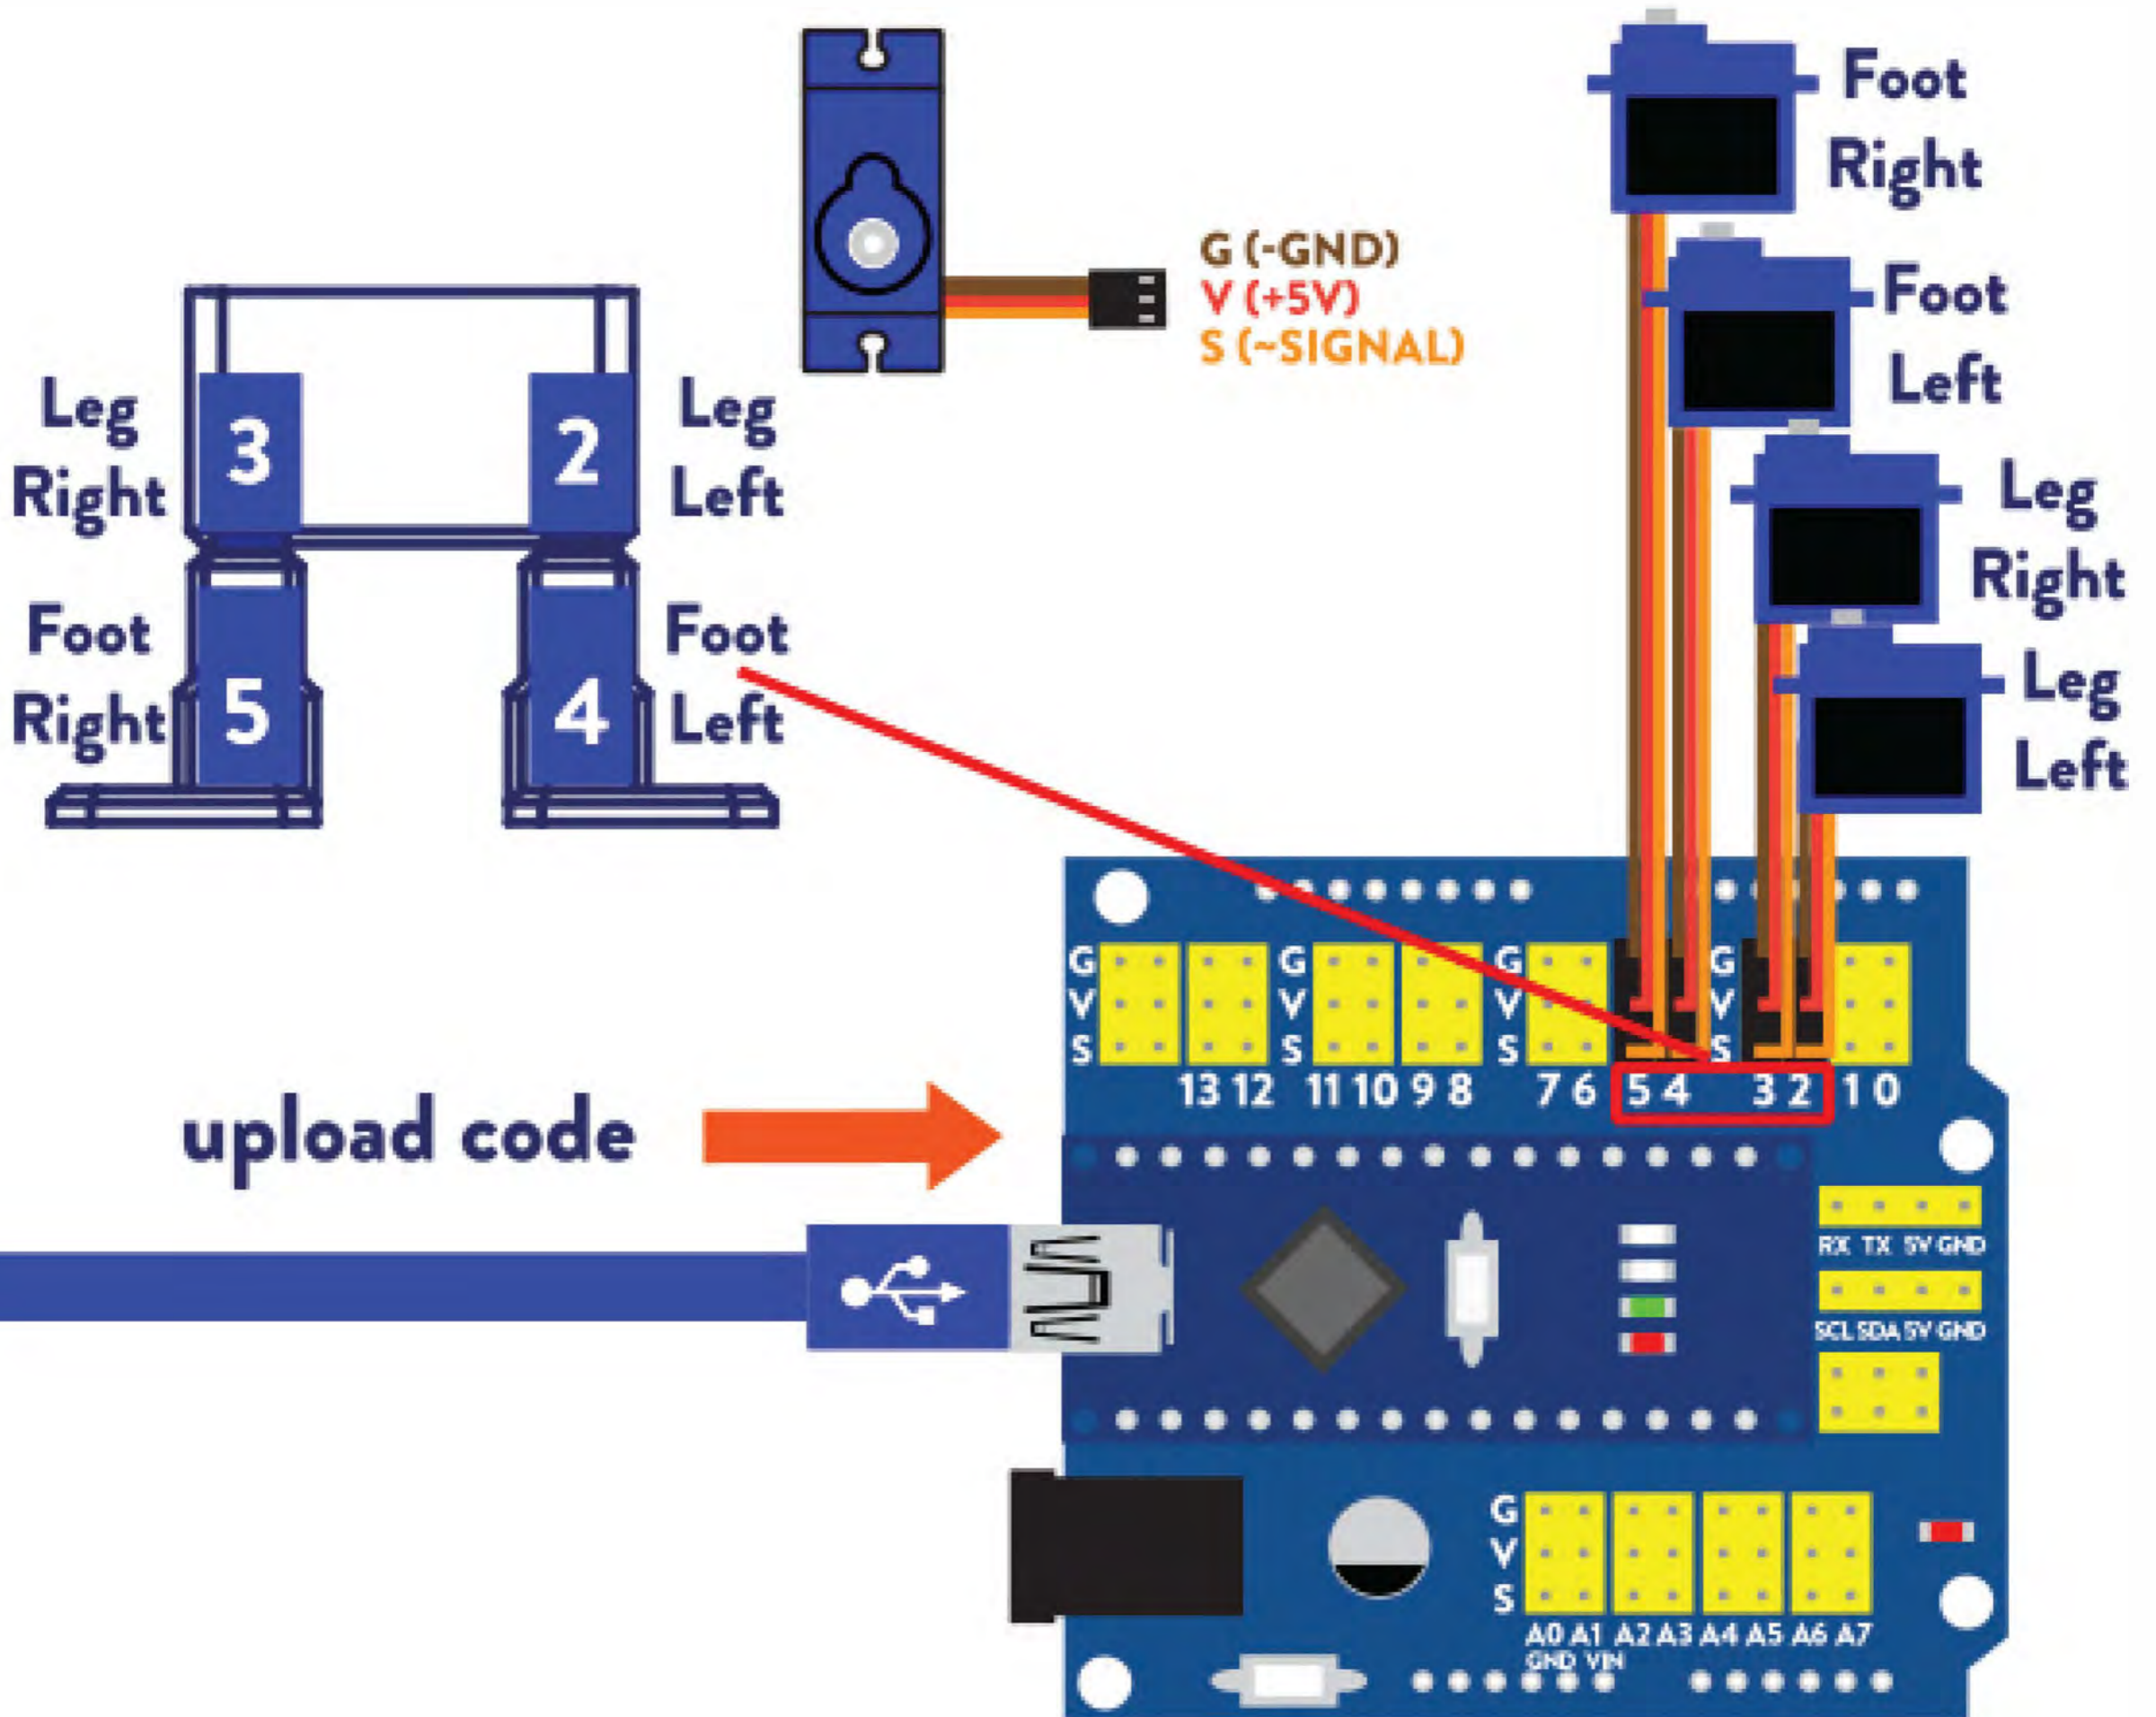 Foot
Right
G (-GND)
V (+5V)
S (~SIGNAL)
Foot
Left
Leg
Right
3
2
Leg
Left
Leg
Right
Foot
Right
5
4
Foot
Left
Leg
Left
G
V
S
G
V
S
G
V
S
G
V
S
13 12
11 10
9 8
7 6
5 4
3 2
1 0
upload code
RX TX 5V GND
SCL SDA 5V GND
G
V
S
A0 A1 A2 A3 A4 A5 A6 A7
GND VIN